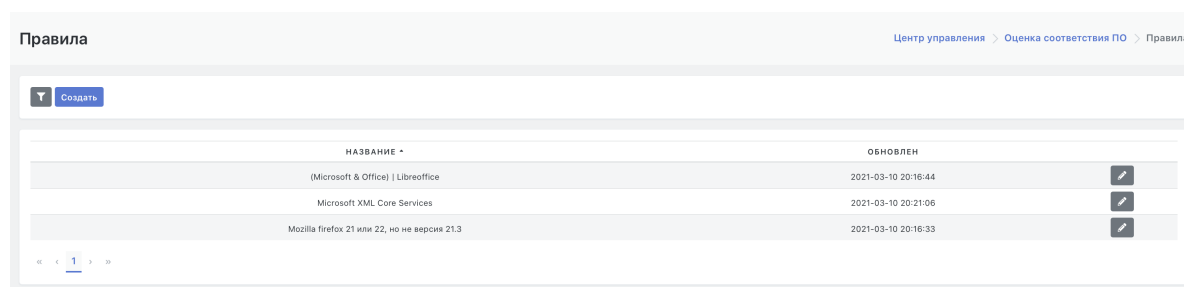 Правила
Центр управления > Оценка соответствия ПО > Правила
Создать
НАЗВАНИЕ ОБНОВЛЕН
(Microsoft & Office) | Libreoffice 2021-03-10 20:16:44
Microsoft XML Core Services 2021-03-10 20:21:06
Mozilla firefox 21 или 22, но не версия 21.3 2021-03-10 20:16:33
« ‹ 1 › »